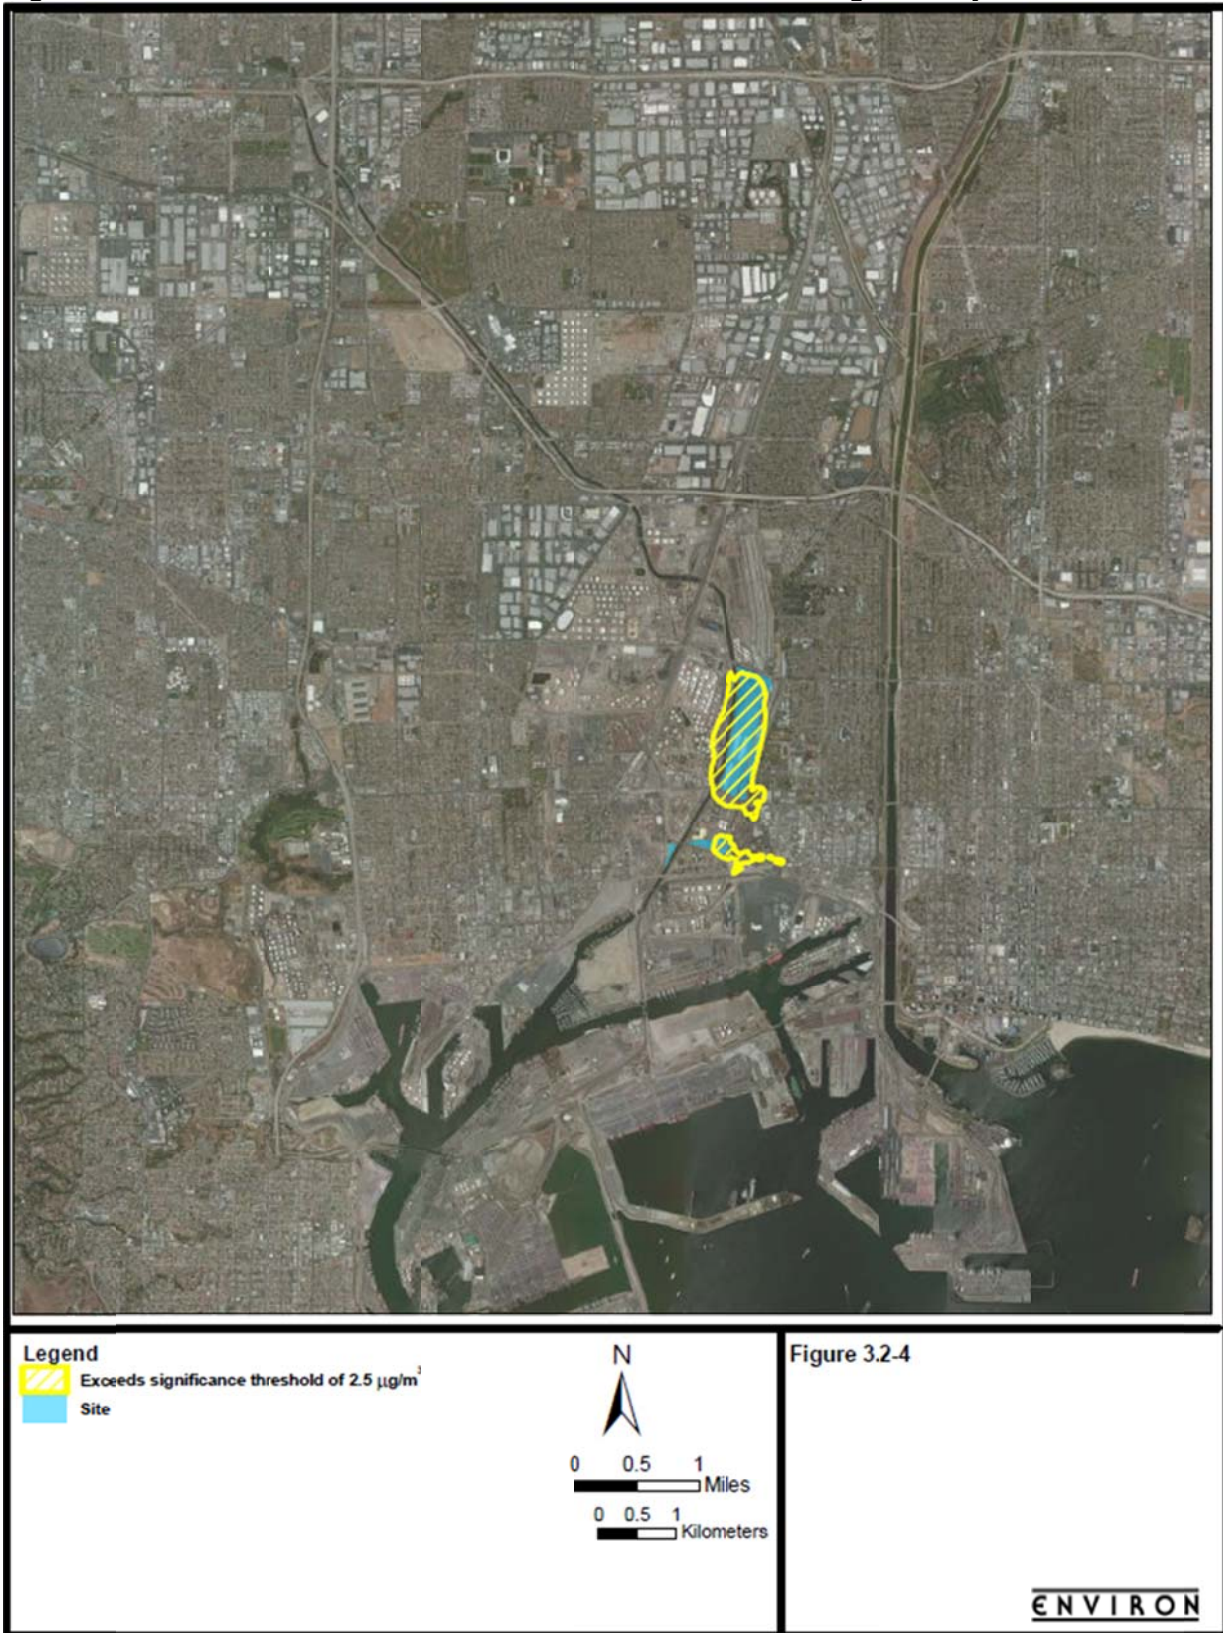 Legend
Exceeds significance threshold of 2.5 µg/m³
Site
N
0 0.5 1
Miles
0 0.5 1
Kilometers
Figure 3.2-4
ENVIRON